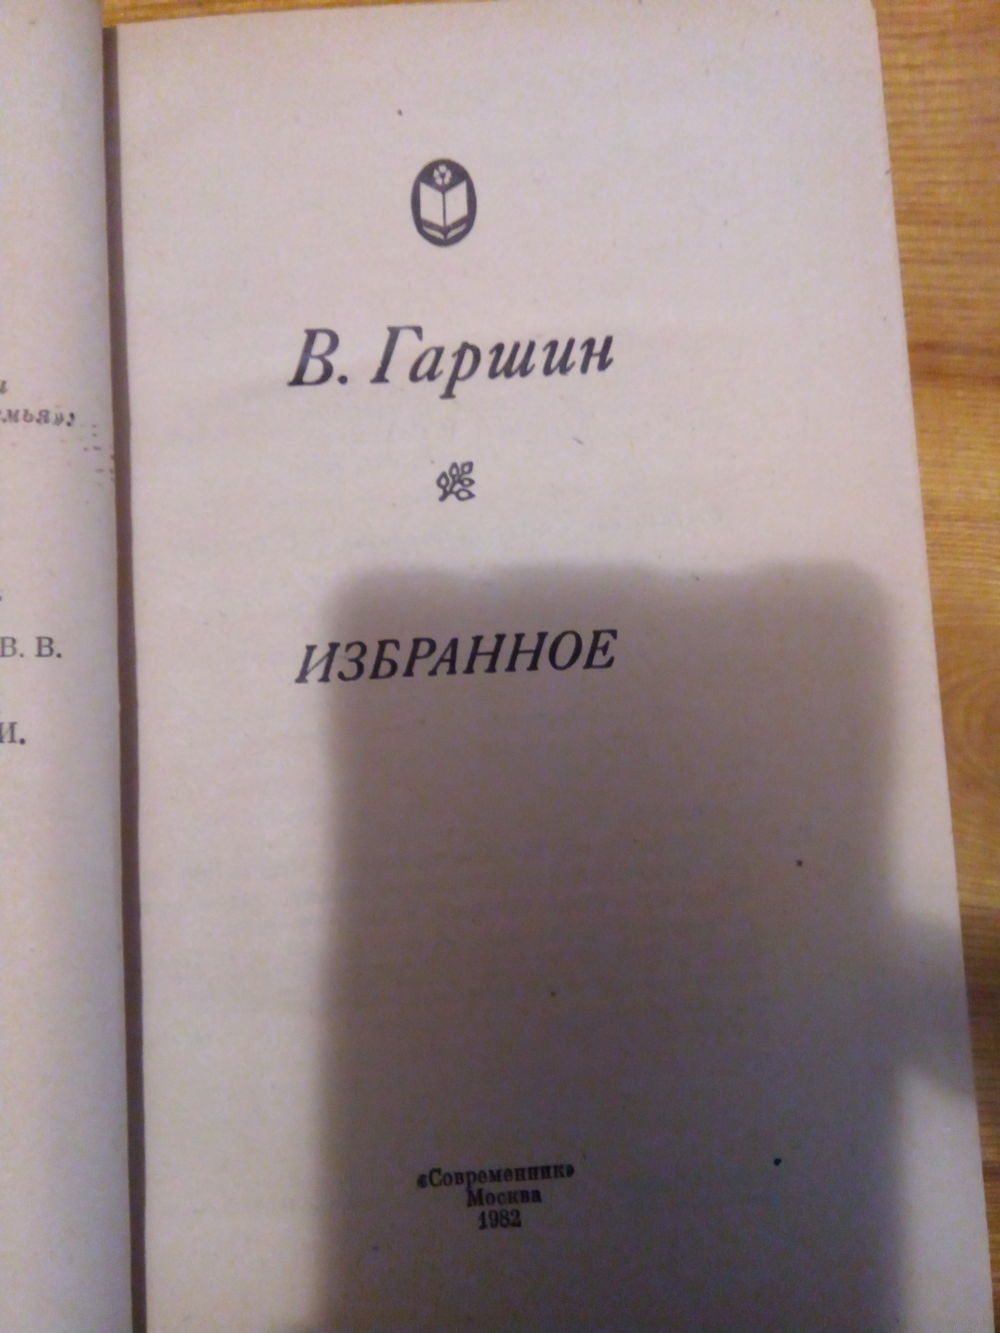 В. Гаршин
ИЗБРАННОЕ
«Современник»
Москва
1982
В. В.
И.